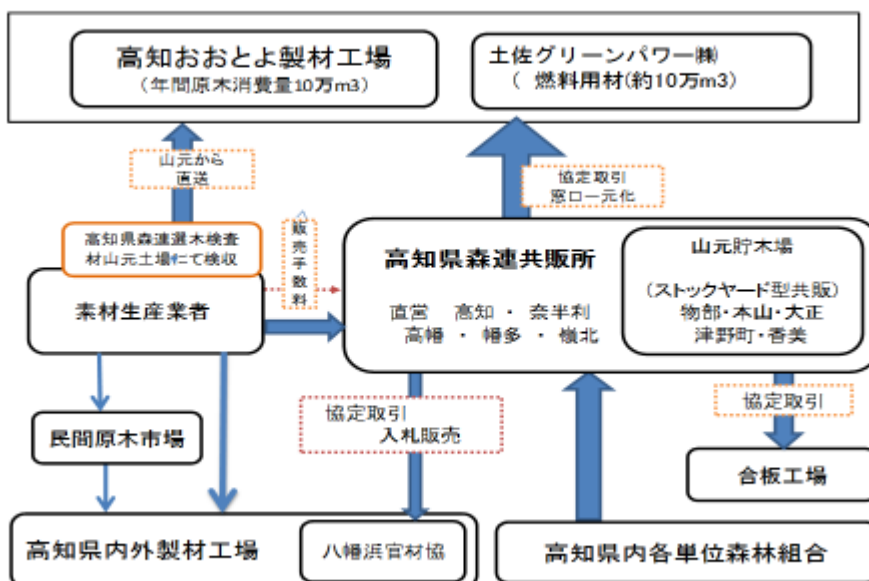 高知おおとよ製材工場
（年間原木消費量10万m3）
土佐グリーンパワー㈱
（ 燃料用材(約10万m3）
山元から
直送
協定取引
窓口一元化
高知県森連選木検査
材山元土場にて検収
素材生産業者
販売手数料
高知県森連共販所
直営 高知 ・ 奈半利
高幡 ・ 幡多 ・ 嶺北
山元貯木場
(ストックヤード型共販)
物部・本山・大正
津野町・香美
協定取引
入札販売
協定取引
民間原木市場
合板工場
高知県内外製材工場
八幡浜官材協
高知県内各単位森林組合